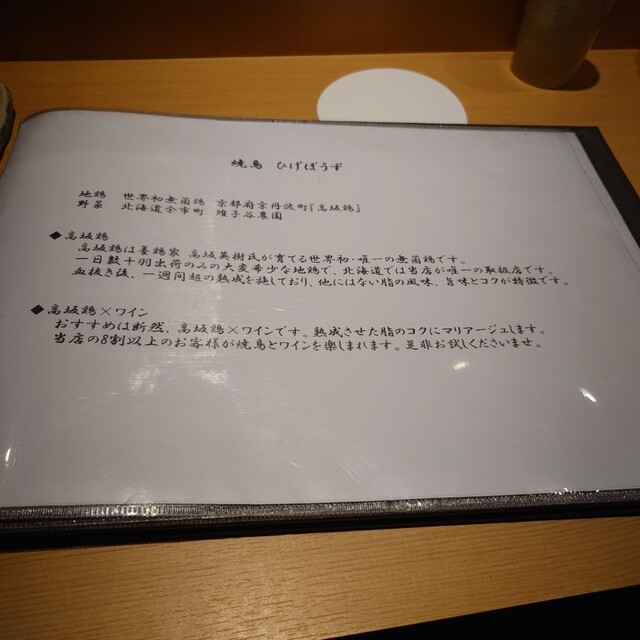 焼鳥 ひげぼうず
地鶏 世界初無菌鶏 京都府京丹波町『高坂鶏』
野菜 北海道余市町 雉子谷農園
◆高坂鶏
高坂鶏は養鶏家 高坂英樹氏が育てる世界初・唯一の無菌鶏です。
一日数十羽出荷のみの大変希少な地鶏で、北海道では当店が唯一の取扱店です。
血抜き後、一週間超の熟成を施しており、他にはない脂の風味、旨味とコクが特徴です。
◆高坂鶏×ワイン
おすすめは断然、高坂鶏×ワインです。熟成させた脂のコクにマリアージュします。
当店の8割以上のお客様が焼鳥とワインを楽しまれます。是非お試しくださいませ。